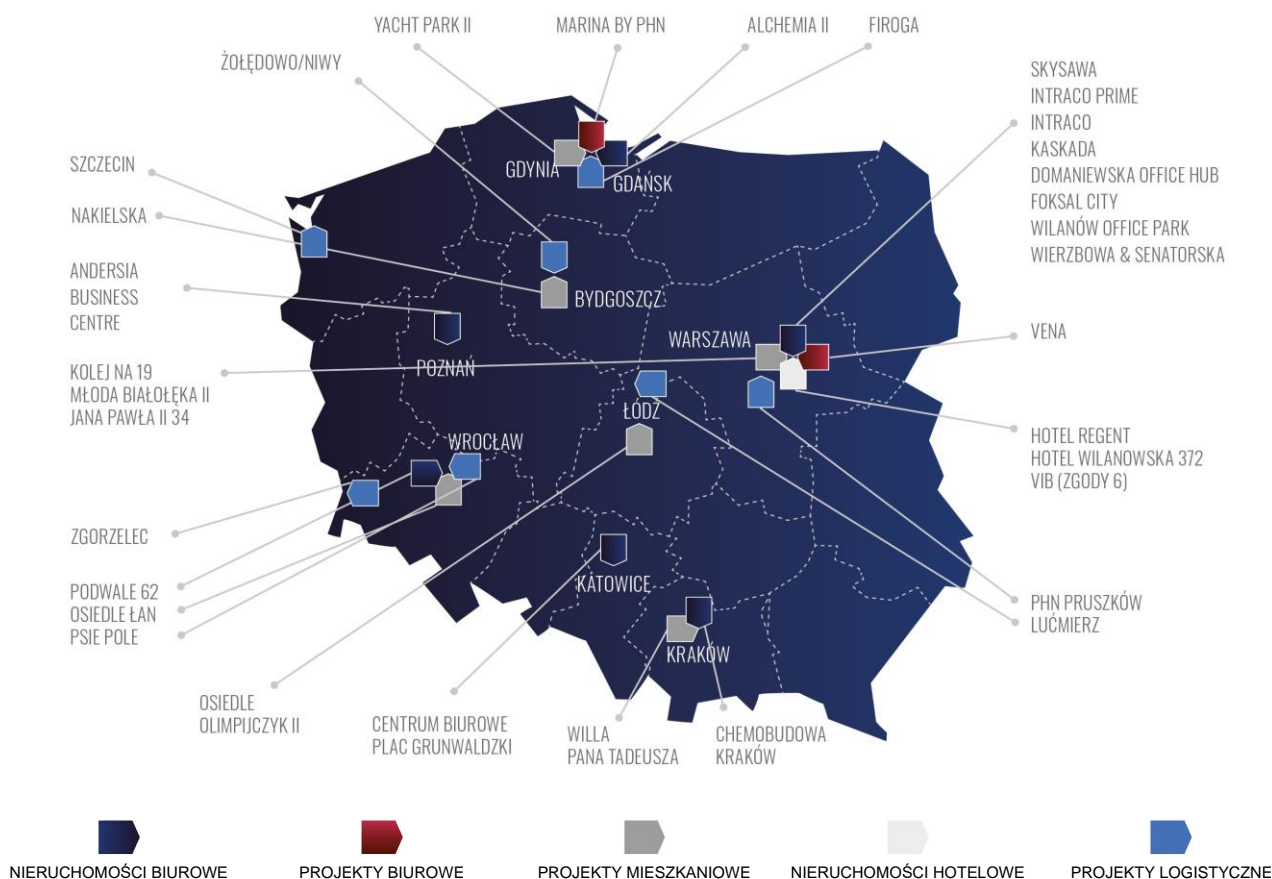 YACHT PARK II
MARINA BY PHN
ALCHEMIA II
FIROGA
ŻOŁĘDOWO/NIWY
SKYSAWA
INTRACO PRIME
INTRACO
KASKADA
DOMANIEWSKA OFFICE HUB
FOKSAL CITY
WILANÓW OFFICE PARK
WIERZBOWA & SENATORSKA
SZCZECIN
NAKIELSKA
ANDERSIA
BUSINESS
CENTRE
KOLEJ NA 19
MŁODA BIAŁOŁĘKA II
JANA PAWŁA II 34
GDYNIA
GDAŃSK
BYDGOSZCZ
POZNAŃ
WARSZAWA
VENA
ŁÓDŹ
WROCŁAW
HOTEL REGENT
HOTEL WILANOWSKA 372
VIB (ZGODY 6)
ZGORZELEC
PODWALE 62
OSIEDLE ŁAN
PSIE POLE
KATOWICE
KRAKÓW
PHN PRUSZKÓW
LUĆMIERZ
OSIEDLE
OLIMPIJCZYK II
CENTRUM BIUROWE
PLAC GRUNWALDZKI
WILLA
PANA TADEUSZA
CHEMOBUDOWA
KRAKÓW
NIERUCHOMOŚCI BIUROWE
PROJEKTY BIUROWE
PROJEKTY MIESZKANIOWE
NIERUCHOMOŚCI HOTELOWE
PROJEKTY LOGISTYCZNE